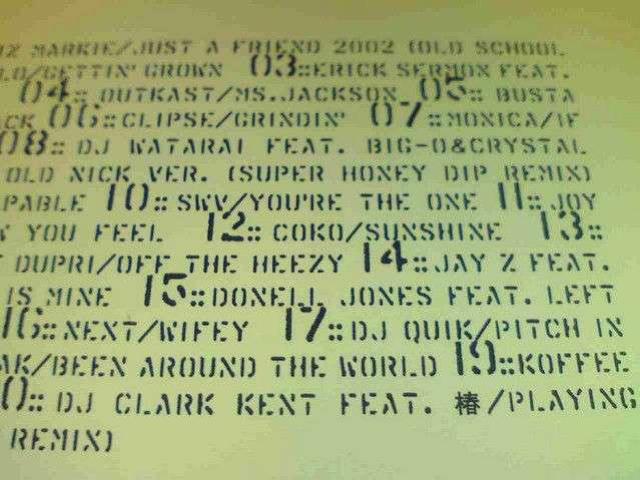 IZ MARKIE/JUST A FRIEND 2002 (OLD SCHOOL
LO/GETTIN' GROWN 03::ERICK SERMON FEAT.
04:: OUTKAST/MS.JACKSON 05:: BUSTA
CK 06::CLIPSE/GRINDIN' 07::MONICA/IF
08:: DJ WATARAI FEAT. BIG-O&CRYSTAL
OLD NICK VER. (SUPER HONEY DIP REMIX)
PABLE 10:: SWV/YOU'RE THE ONE 11:: JOY
YOU FEEL 12:: COKO/SUNSHINE 13::
DUPRI/OFF THE HEEZY 14::JAY Z FEAT.
IS MINE 15::DONELL JONES FEAT. LEFT
16::NEXT/WIFEY 17::DJ QUIK/PITCH IN
AK/BEEN AROUND THE WORLD 19::KOFFEE
0:: DJ CLARK KENT FEAT. 椿/PLAYING
REMIX)